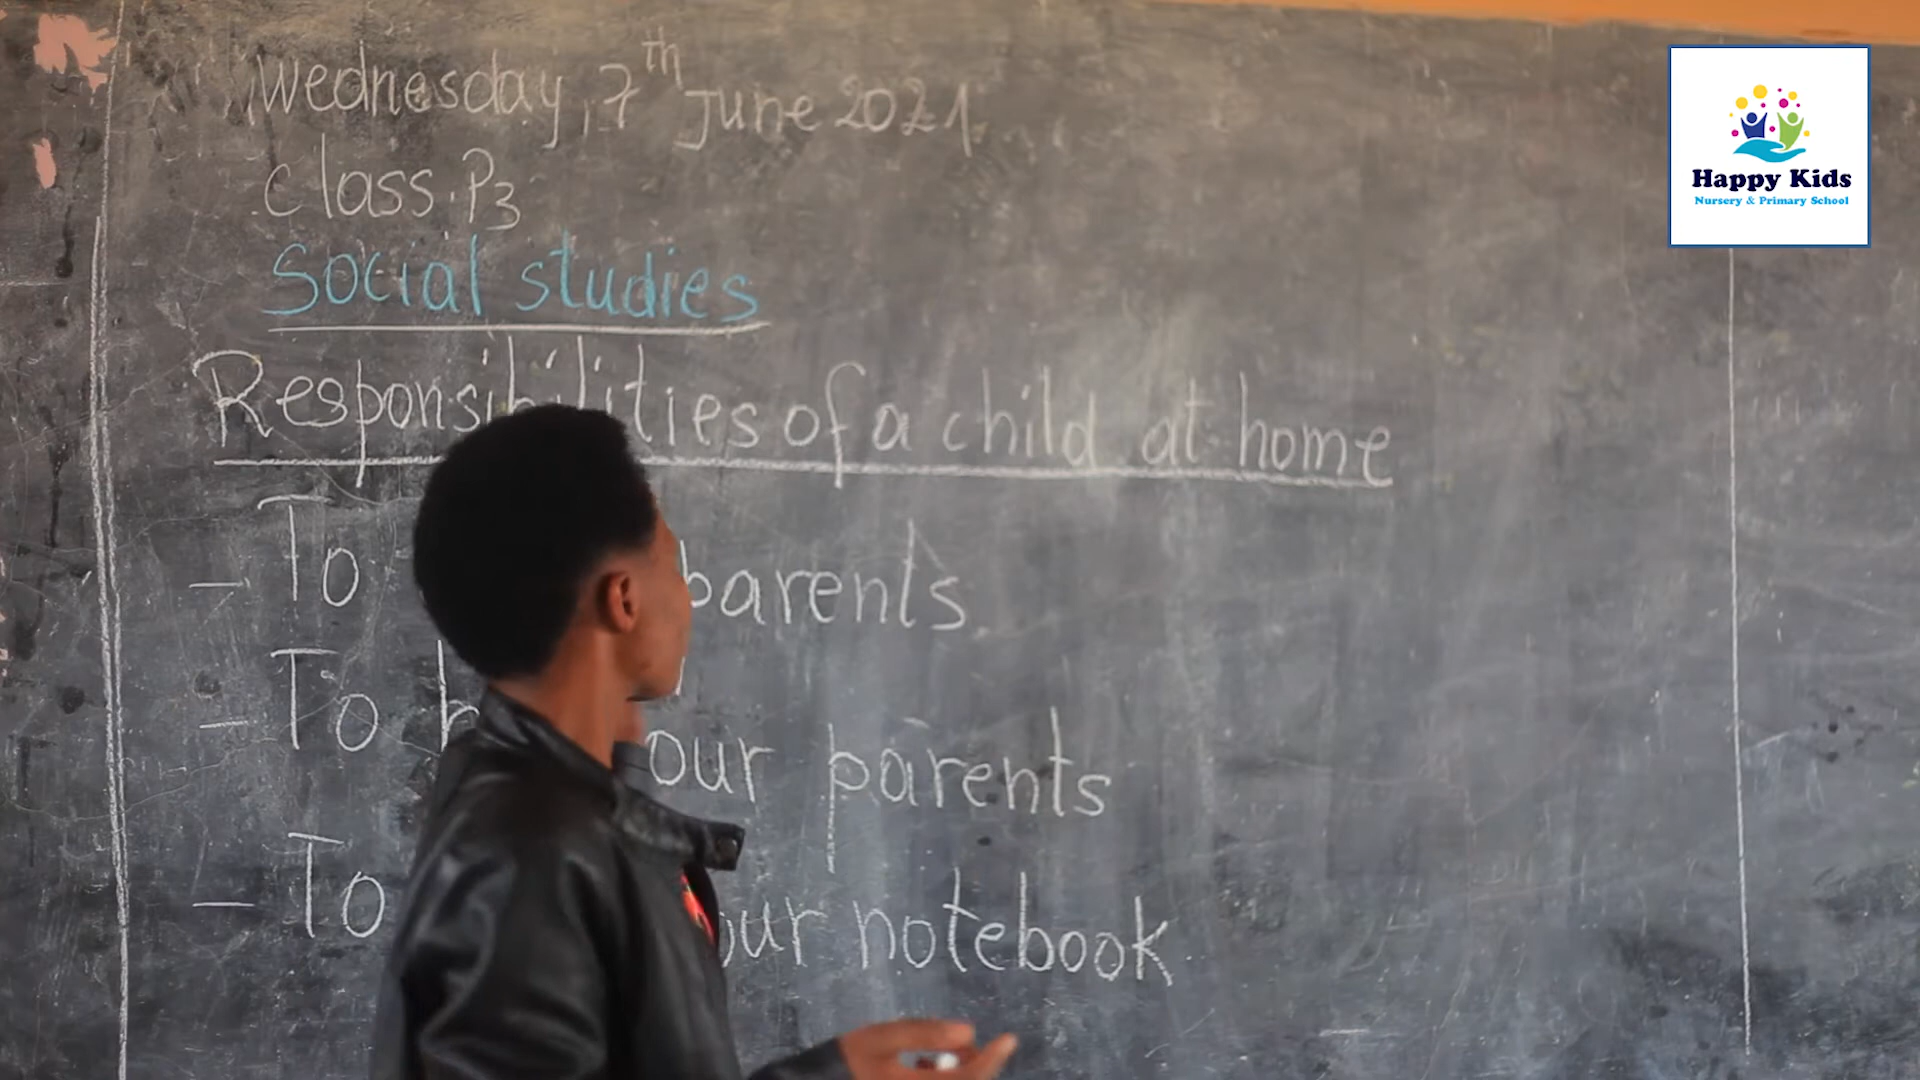 Wednesday, 7th June 2021
Class. P3
Social studies
Responsibilities of a child at home
- To parents.
- To our parents
- To our notebook
Happy Kids
Nursery & Primary School